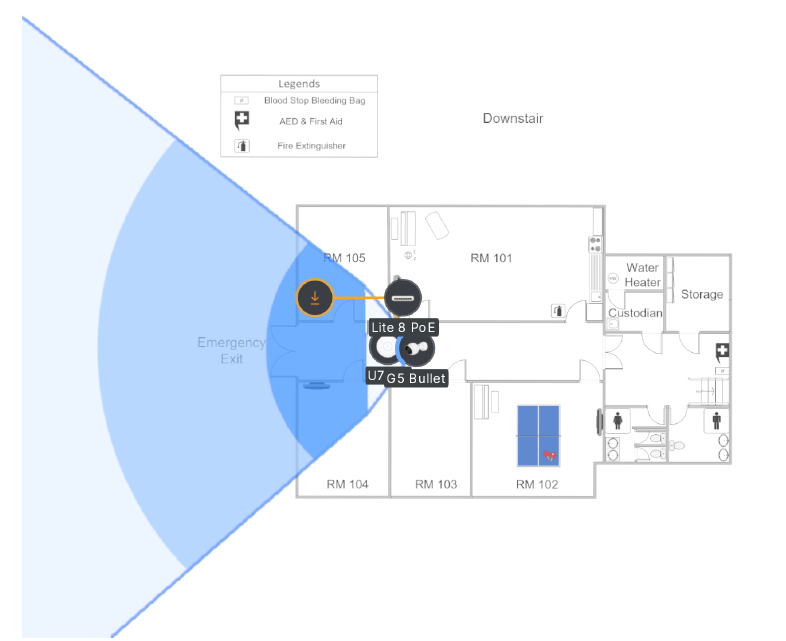 Legends
Blood Stop Bleeding Bag
AED & First Aid
Fire Extinguisher
Downstair
RM 105
RM 101
Water
Heater
Storage
Custodian
Lite 8 PoE
Emergency
Exit
U7
G5 Bullet
RM 104
RM 103
RM 102